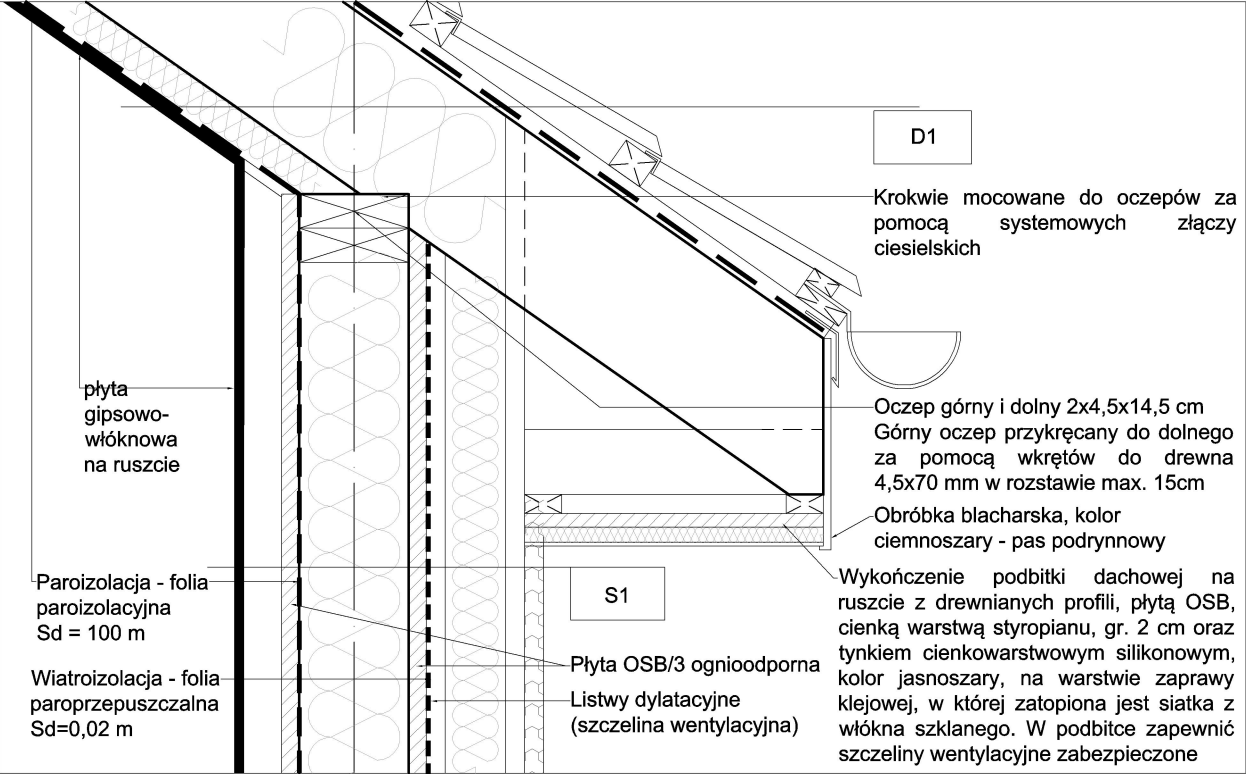 D1
Krokwie mocowane do oczepów za
pomocą systemowych złączy
ciesielskich
płyta
gipsowo-
włóknowa
na ruszcie
Oczep górny i dolny 2x4,5x14,5 cm
Górny oczep przykręcany do dolnego
za pomocą wkrętów do drewna
4,5x70 mm w rozstawie max. 15cm
Obróbka blacharska, kolor
ciemnoszary - pas podrynnowy
Paroizolacja - folia
paroizolacyjna
Sd = 100 m
S1
Wykończenie podbitki dachowej na
ruszcie z drewnianych profili, płytą OSB,
cienką warstwą styropianu, gr. 2 cm oraz
tynkiem cienkowarstwowym silikonowym,
kolor jasnoszary, na warstwie zaprawy
klejowej, w której zatopiona jest siatka z
włókna szklanego. W podbitce zapewnić
szczeliny wentylacyjne zabezpieczone
Wiatroizolacja - folia
paroprzepuszczalna
Sd=0,02 m
Płyta OSB/3 ognioodporna
Listwy dylatacyjne
(szczelina wentylacyjna)